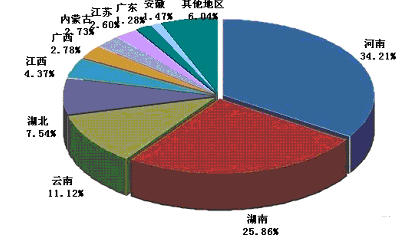 河南
34.21%
湖南
25.86%
云南
11.12%
湖北
7.54%
江西
4.37%
广西
2.78%
内蒙古
2.73%
江苏
2.60%
广东
1.28%
安徽
1.47%
其他地区
6.04%